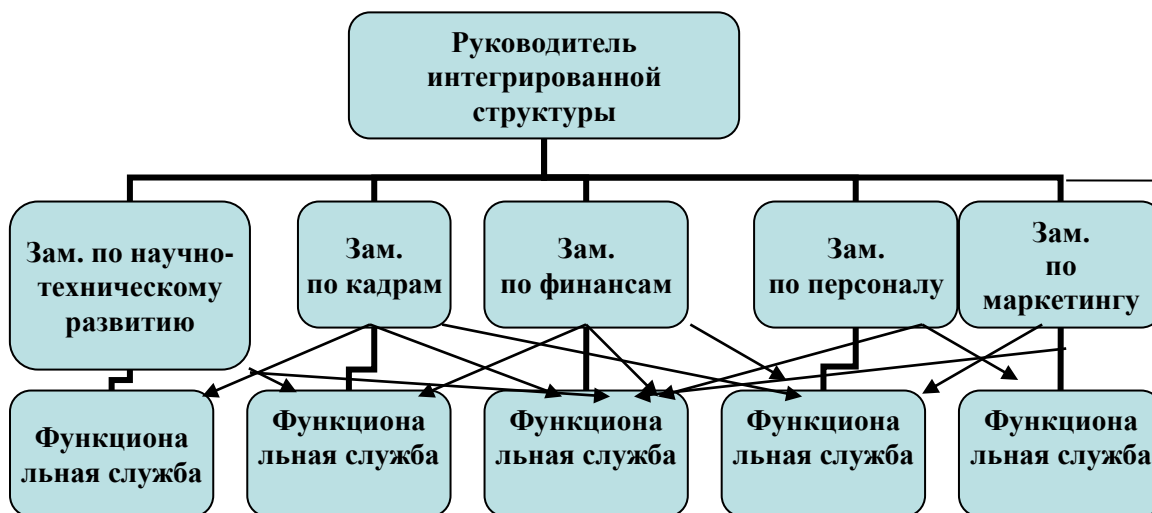 Руководитель
интегрированной
структуры
Зам. по научно-
техническому
развитию
Зам.
по кадрам
Зам.
по финансам
Зам.
по персоналу
Зам.
по
маркетингу
Функциона
льная служба
Функциона
льная служба
Функциона
льная служба
Функциона
льная служба
Функциона
льная служба